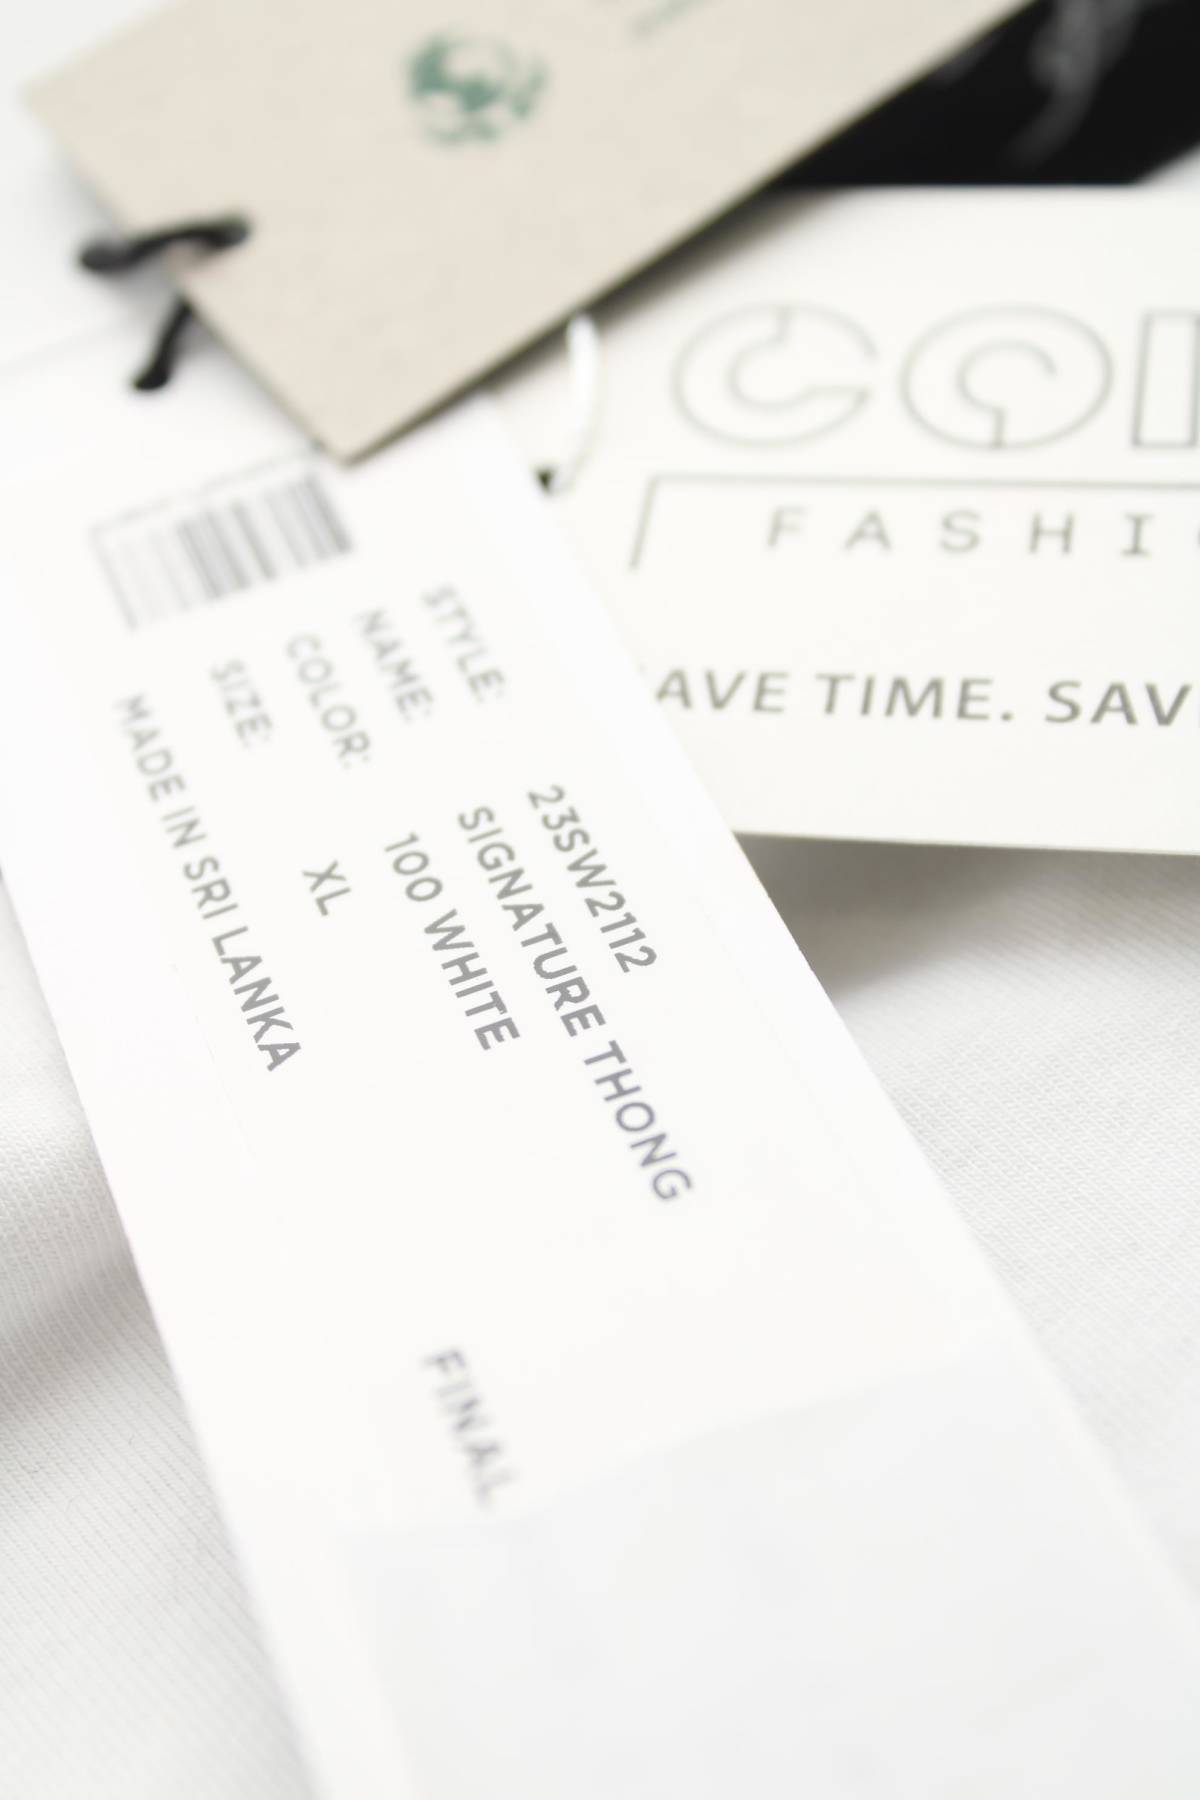 CO
FASHI
AVE TIME. SAV
STYLE: 23SW2112
NAME: SIGNATURE THONG
COLOR: 100 WHITE
SIZE: XL
MADE IN SRI LANKA
FINAL